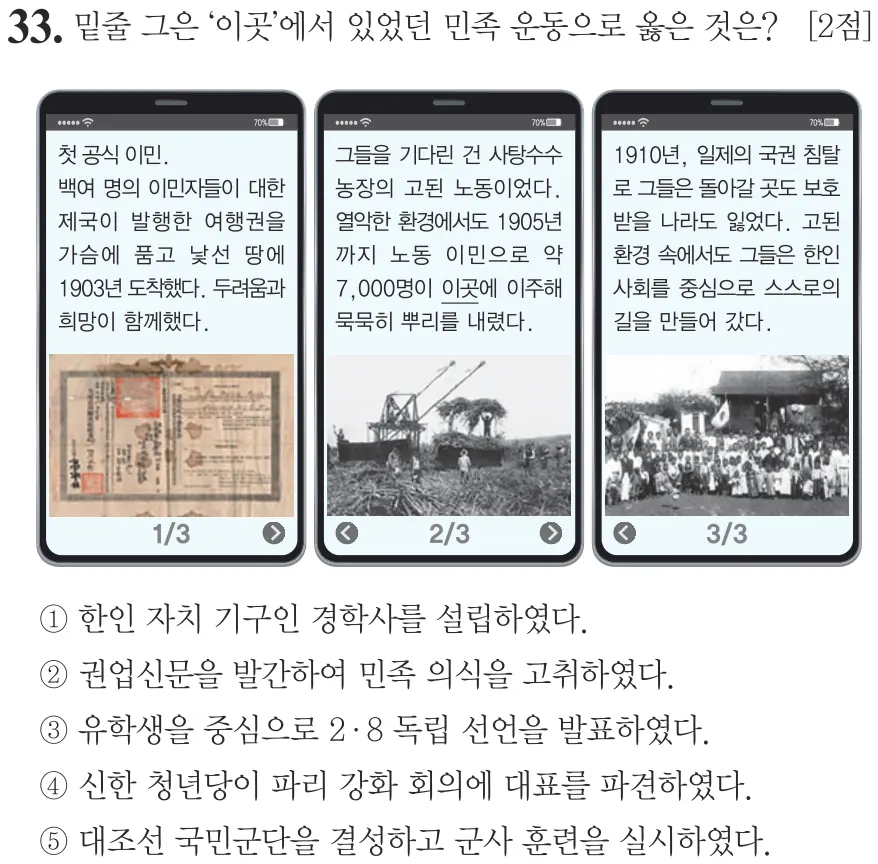 33. 밑줄 그은 ‘이곳’에서 있었던 민족 운동으로 옳은 것은? [2점]
70%
첫 공식 이민.
백여 명의 이민자들이 대한
제국이 발행한 여행권을
가슴에 품고 낯선 땅에
1903년 도착했다. 두려움과
희망이 함께했다.
1/3
70%
그들을 기다린 건 사탕수수
농장의 고된 노동이었다.
열악한 환경에서도 1905년
까지 노동 이민으로 약
7,000명이 이곳에 이주해
묵묵히 뿌리를 내렸다.
2/3
70%
1910년, 일제의 국권 침탈
로 그들은 돌아갈 곳도 보호
받을 나라도 잃었다. 고된
환경 속에서도 그들은 한인
사회를 중심으로 스스로의
길을 만들어 갔다.
3/3
① 한인 자치 기구인 경학사를 설립하였다.
② 권업신문을 발간하여 민족 의식을 고취하였다.
③ 유학생을 중심으로 2·8 독립 선언을 발표하였다.
④ 신한 청년당이 파리 강화 회의에 대표를 파견하였다.
⑤ 대조선 국민군단을 결성하고 군사 훈련을 실시하였다.